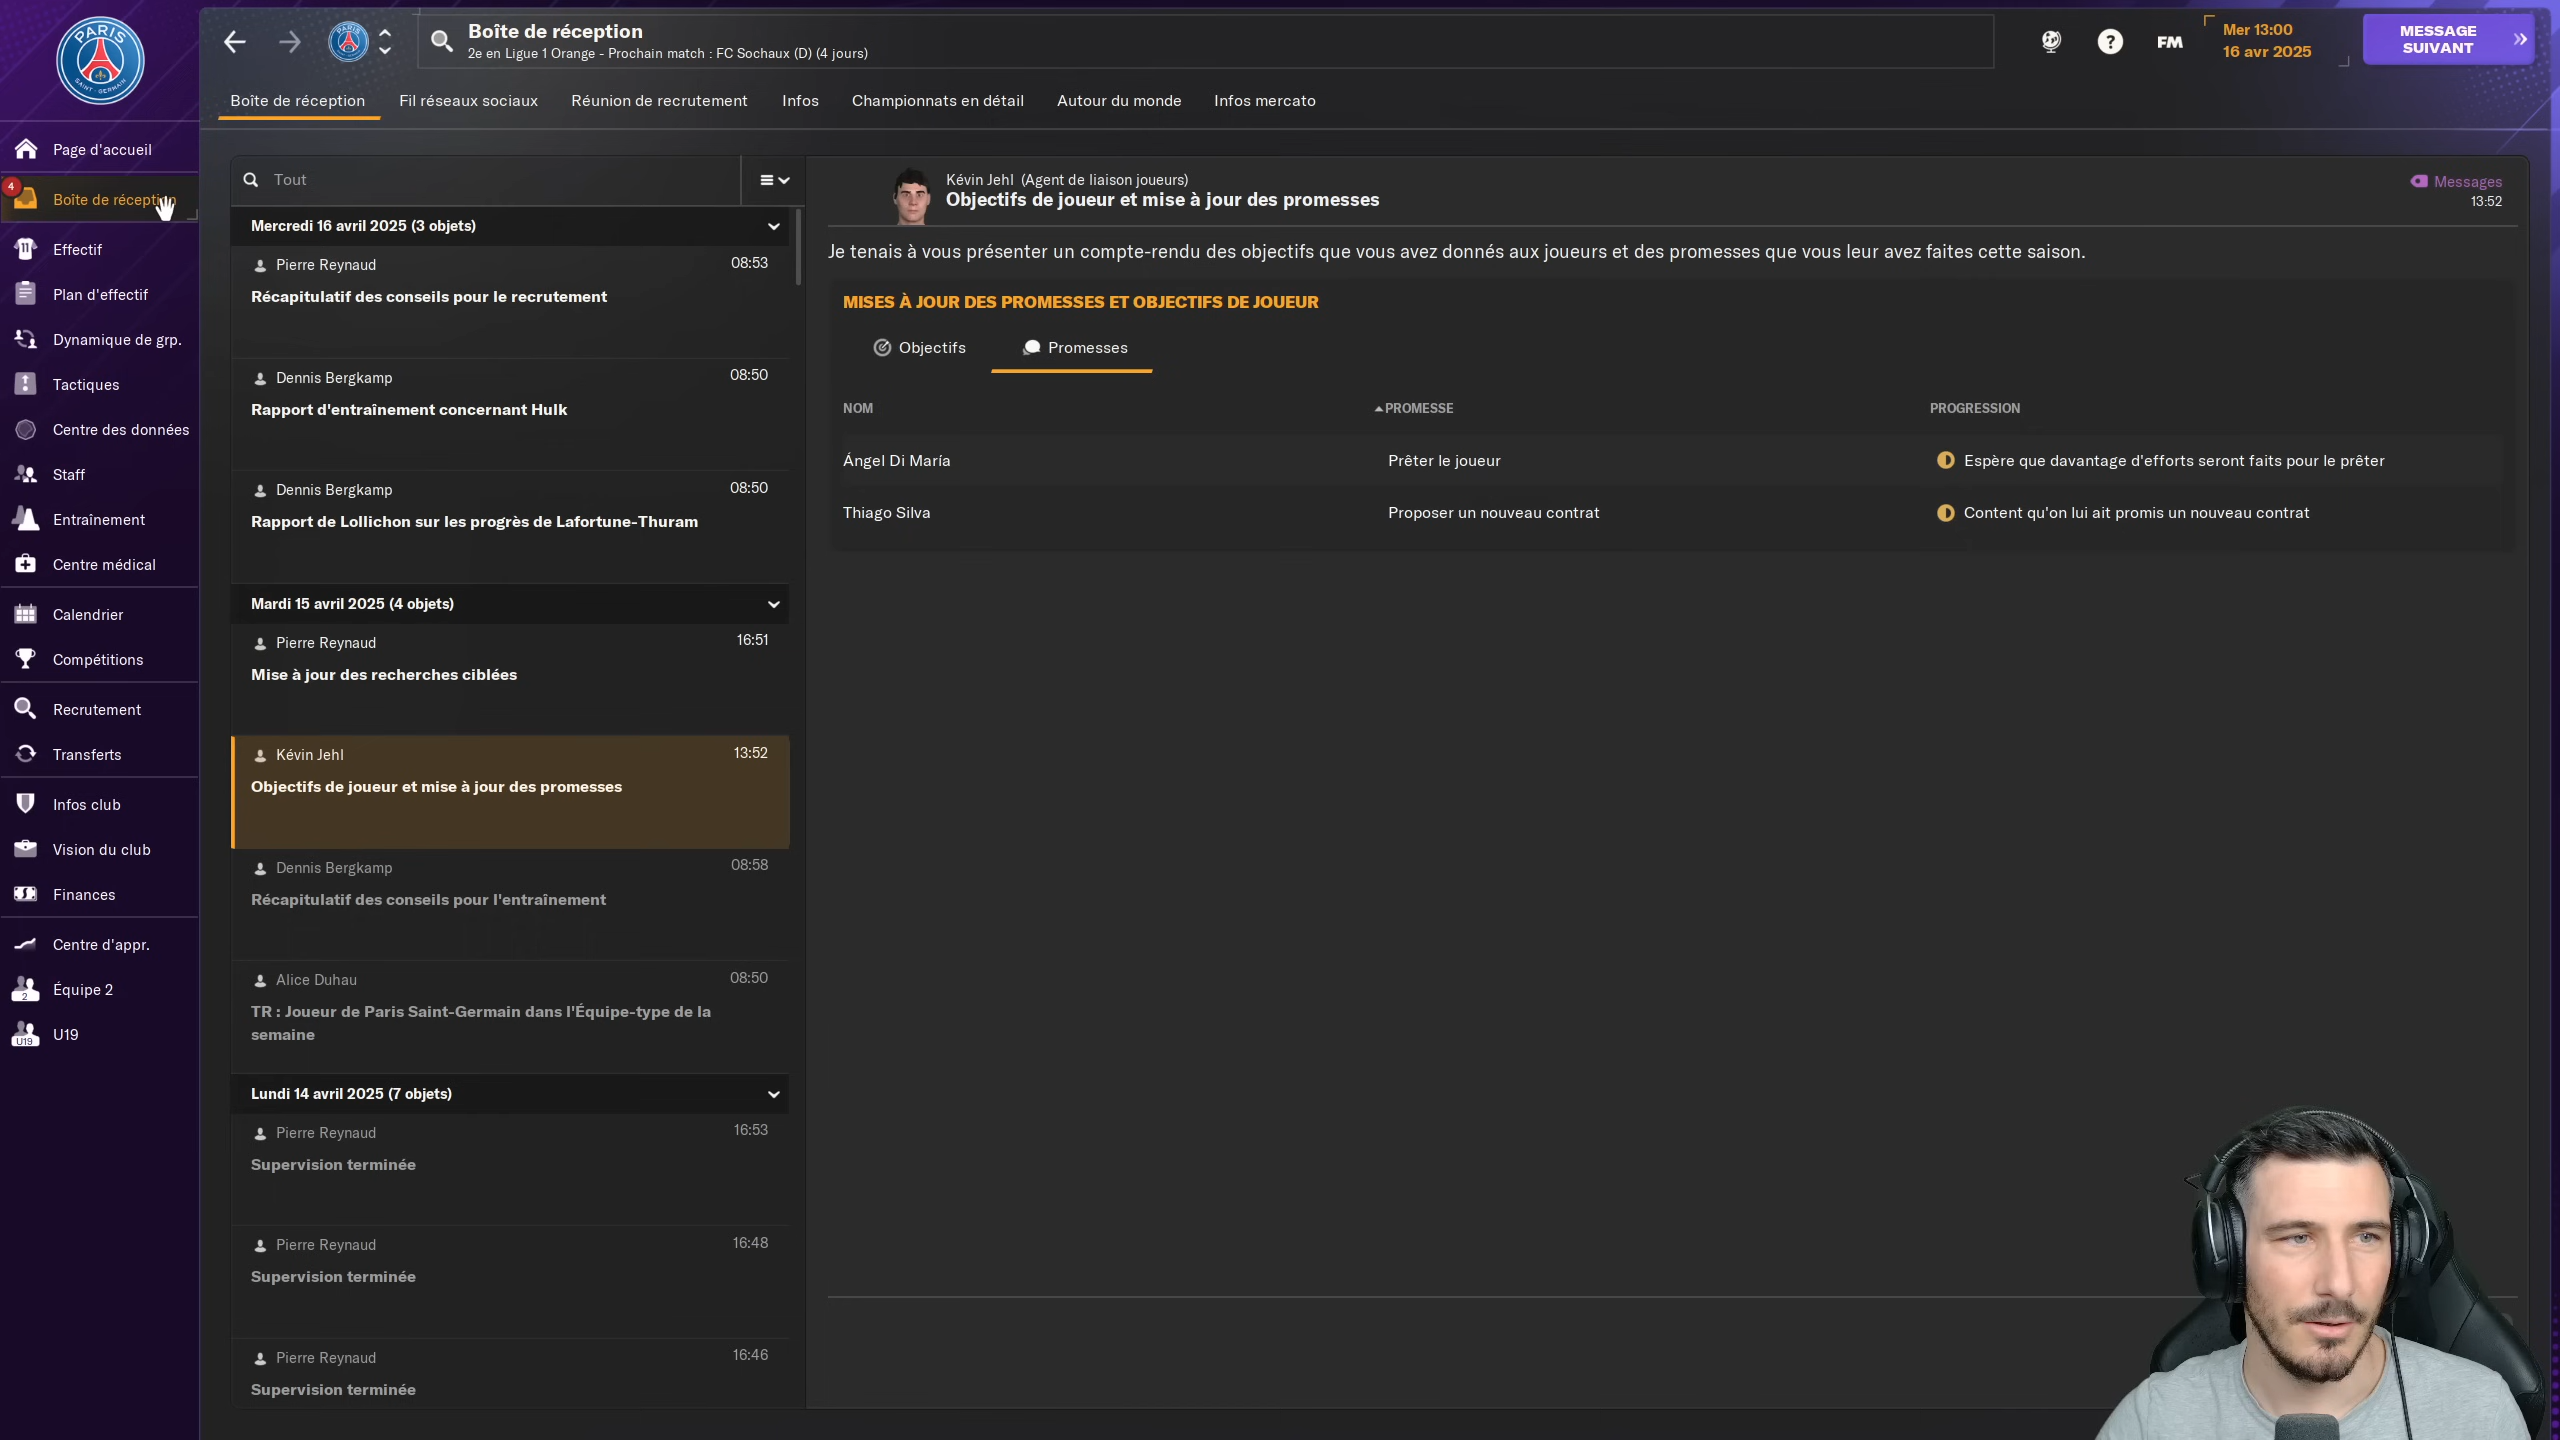 PARIS
SAINT-GERMAIN
Page d'accueil
4
Boîte de réception
Effectif
Plan d'effectif
Dynamique de grp.
Tactiques
Centre des données
Staff
Entraînement
Centre médical
Calendrier
Compétitions
Recrutement
Transferts
Infos club
Vision du club
Finances
Centre d'appr.
2
Équipe 2
U19
U19
Boîte de réception
2e en Ligue 1 Orange - Prochain match : FC Sochaux (D) (4 jours)
?
FM
Mer 13:00
16 avr 2025
MESSAGE
SUIVANT
Boîte de réception
Fil réseaux sociaux
Réunion de recrutement
Infos
Championnats en détail
Autour du monde
Infos mercato
Tout
Mercredi 16 avril 2025 (3 objets)
Pierre Reynaud 08:53
Récapitulatif des conseils pour le recrutement
Dennis Bergkamp 08:50
Rapport d'entraînement concernant Hulk
Dennis Bergkamp 08:50
Rapport de Lollichon sur les progrès de Lafortune-Thuram
Mardi 15 avril 2025 (4 objets)
Pierre Reynaud 16:51
Mise à jour des recherches ciblées
Kévin Jehl 13:52
Objectifs de joueur et mise à jour des promesses
Dennis Bergkamp 08:58
Récapitulatif des conseils pour l'entraînement
Alice Duhau 08:50
TR : Joueur de Paris Saint-Germain dans l'Équipe-type de la
semaine
Lundi 14 avril 2025 (7 objets)
Pierre Reynaud 16:53
Supervision terminée
Pierre Reynaud 16:48
Supervision terminée
Pierre Reynaud 16:46
Supervision terminée
Kévin Jehl (Agent de liaison joueurs)
Objectifs de joueur et mise à jour des promesses
Messages
13:52
Je tenais à vous présenter un compte-rendu des objectifs que vous avez donnés aux joueurs et des promesses que vous leur avez faites cette saison.
MISES À JOUR DES PROMESSES ET OBJECTIFS DE JOUEUR
Objectifs
Promesses
NOM PROMESSE PROGRESSION
Ángel Di María Prêter le joueur Espère que davantage d'efforts seront faits pour le prêter
Thiago Silva Proposer un nouveau contrat Content qu'on lui ait promis un nouveau contrat